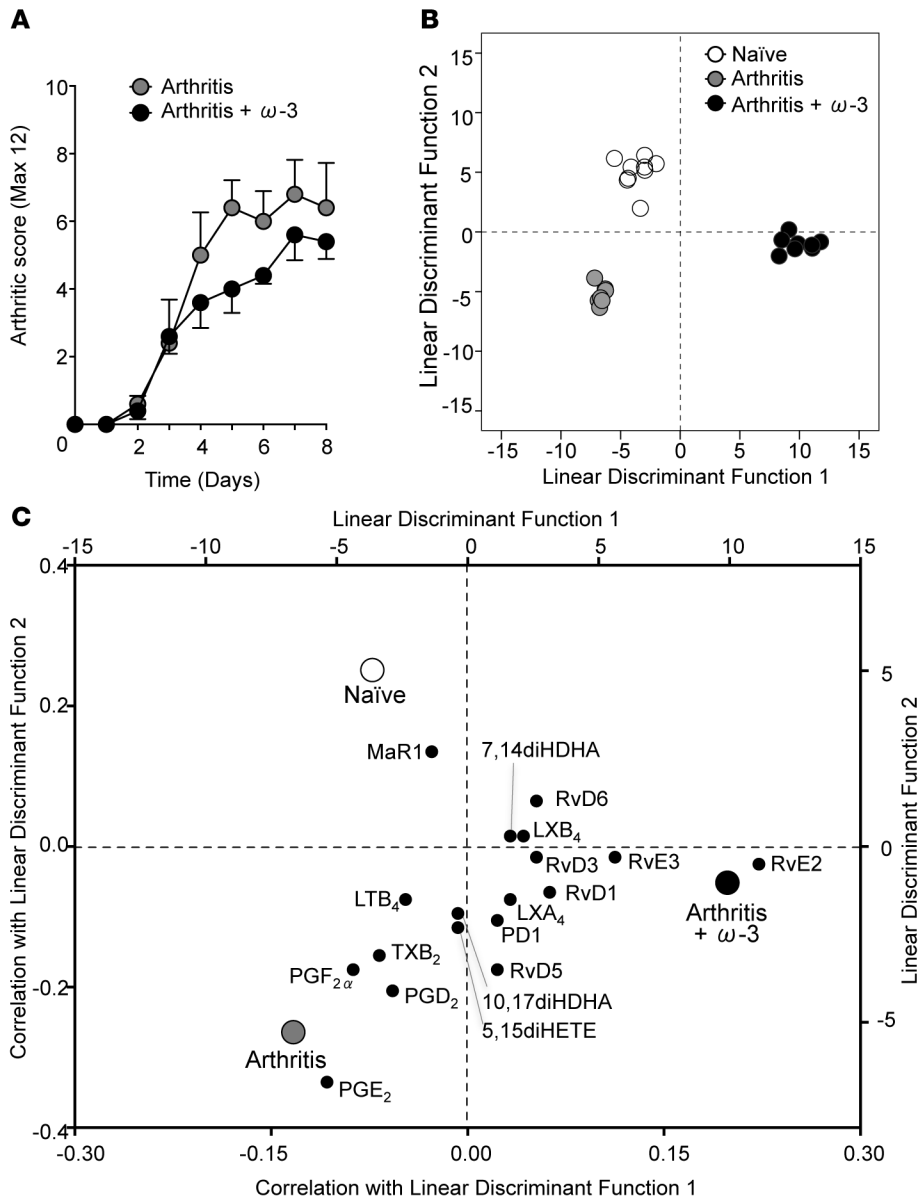 A
Arthritis
Arthritis + ω-3
Arthritic score (Max 12)
10
8
6
4
2
0
2
4
6
8
Time (Days)
B
Naïve
Arthritis
Arthritis + ω-3
Linear Discriminant Function 2
15
10
5
0
-5
-10
-15
-15
-10
-5
0
5
10
15
Linear Discriminant Function 1
C
Linear Discriminant Function 1
-15
-10
-5
0
5
10
15
Correlation with Linear Discriminant Function 2
0.4
0.2
0.0
-0.2
-0.4
Linear Discriminant Function 2
5
0
-5
Naïve
MaR1
7,14diHDHA
RvD6
LXB4
RvD3
RvE3
RvE2
RvD1
LTB4
LXA4
PD1
Arthritis
+ ω-3
TXB2
RvD5
PGF2α
PGD2
10,17diHDHA
5,15diHETE
Arthritis
PGE2
-0.30
-0.15
0.00
0.15
0.30
Correlation with Linear Discriminant Function 1